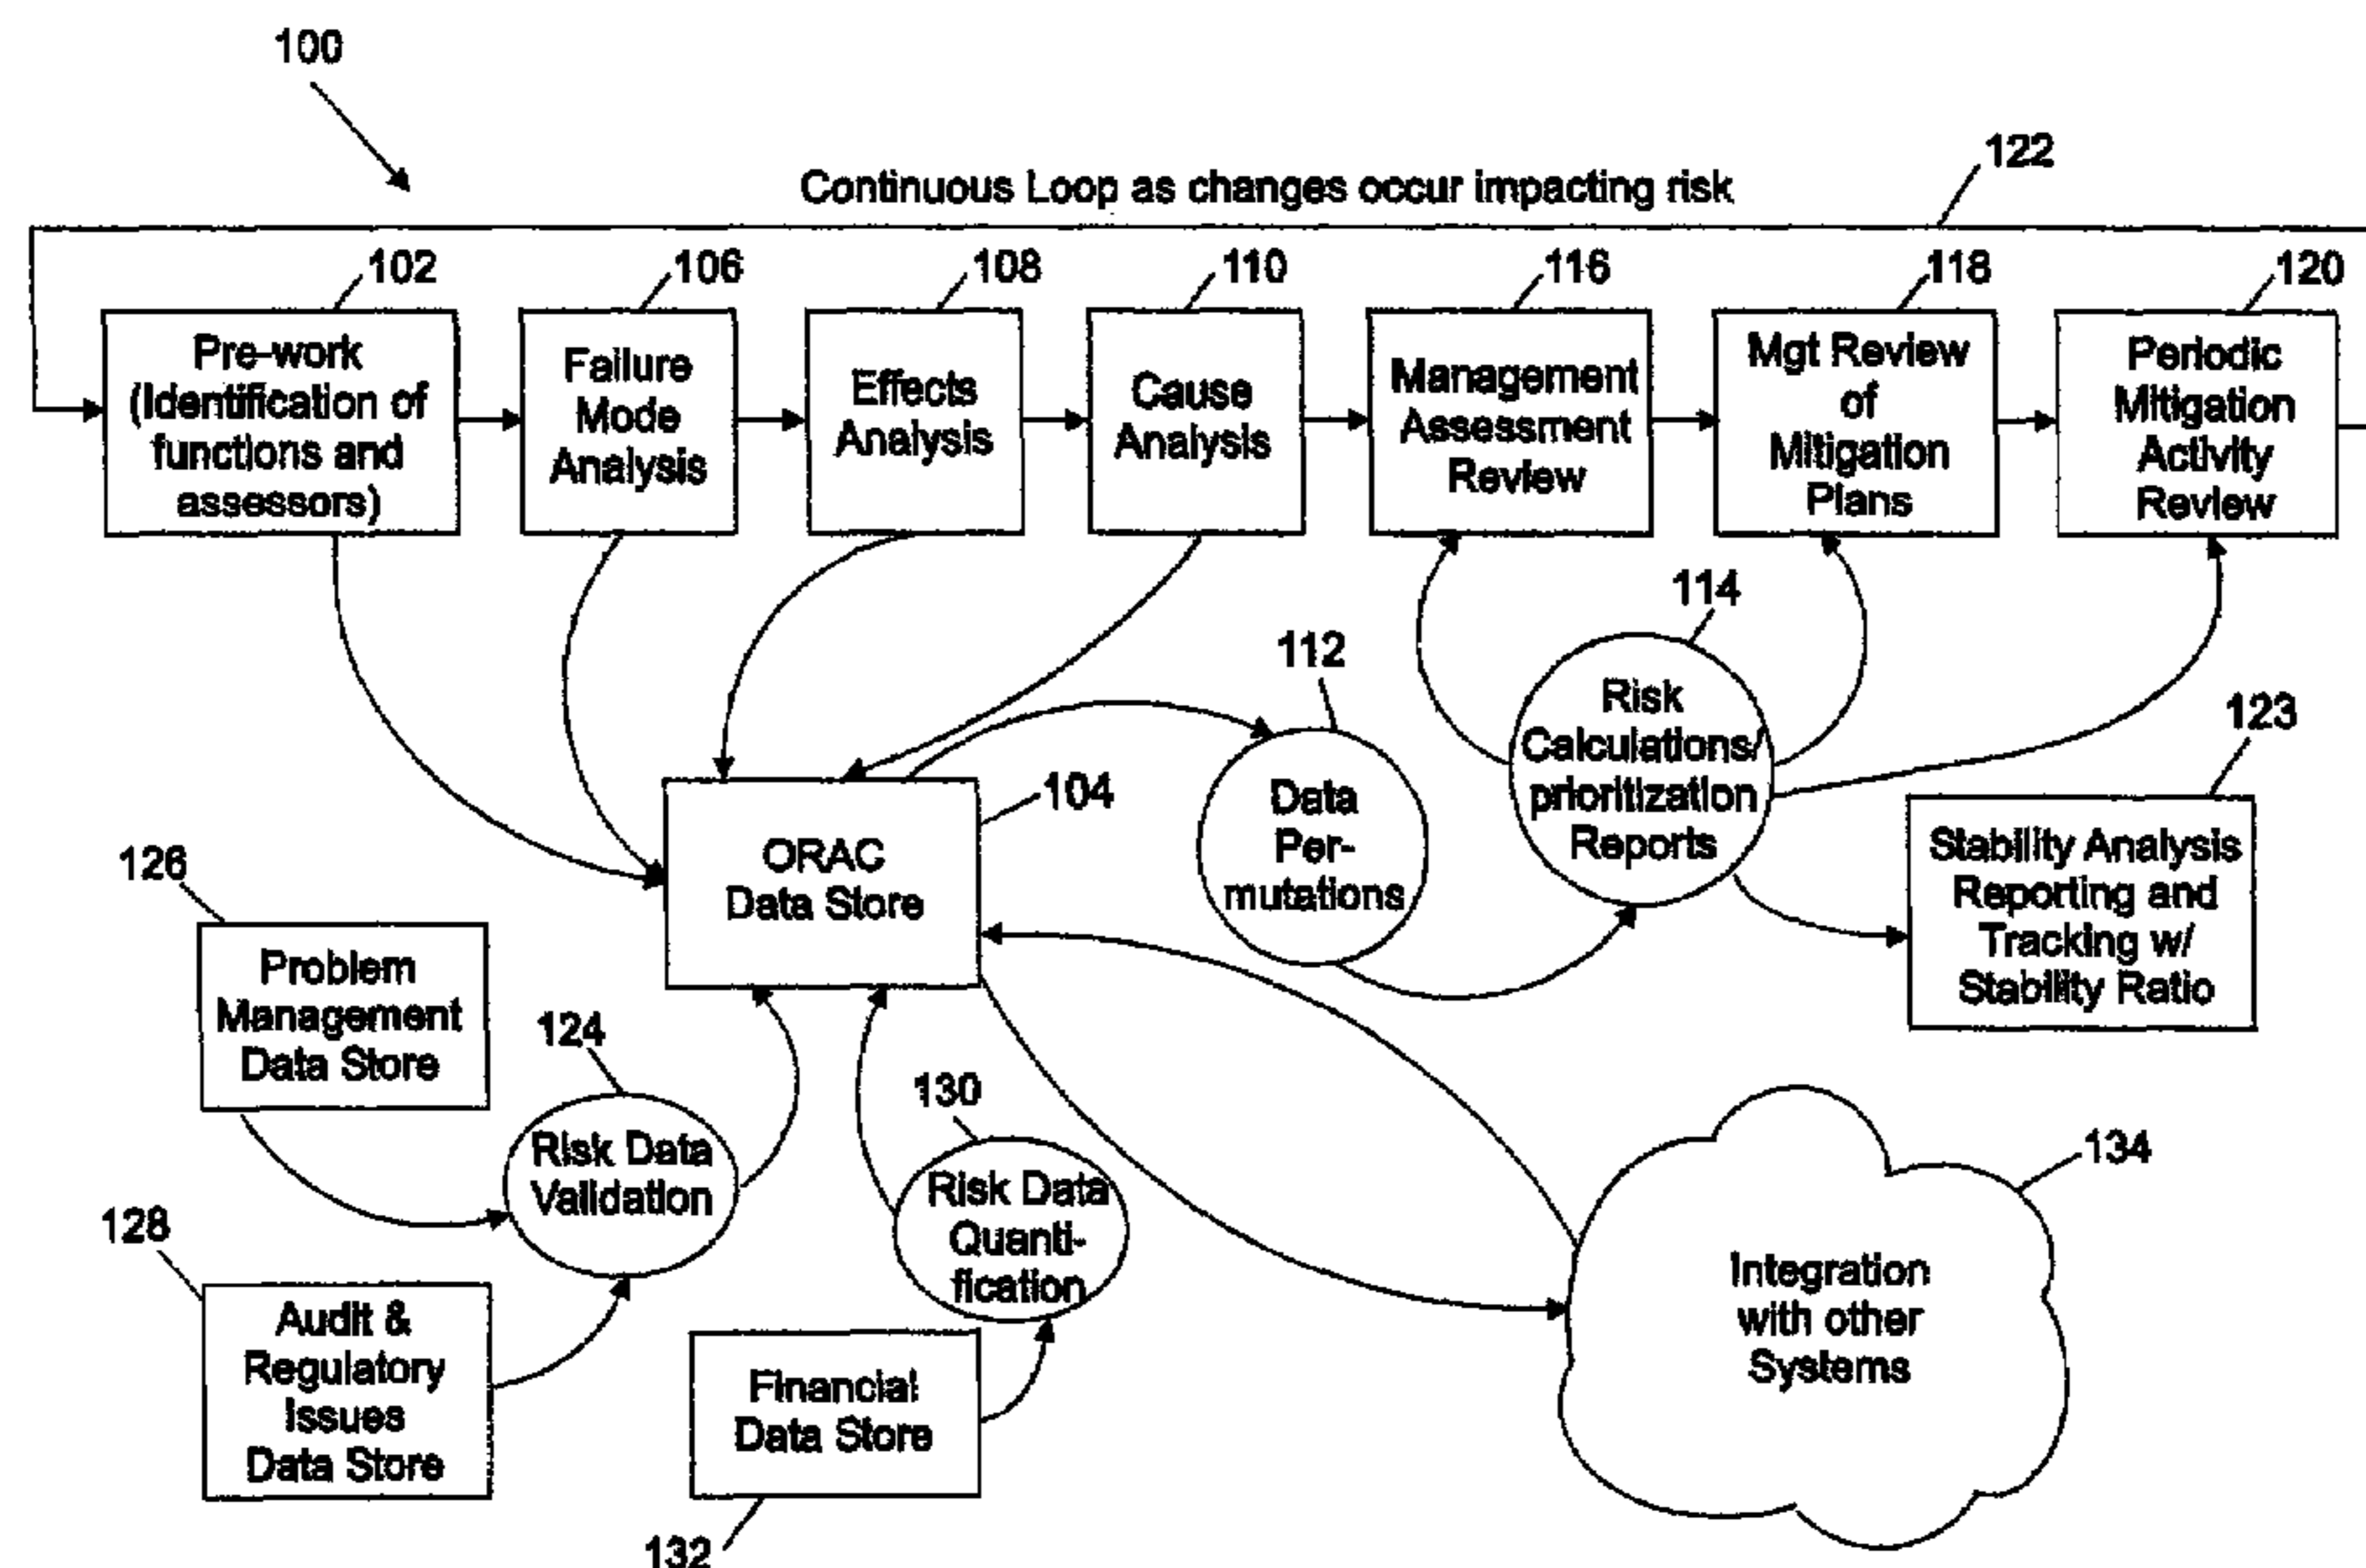 100
122
Continuous Loop as changes occur impacting risk
102
106
108
110
116
118
120
Pre-work
(Identification of
functions and
assessors)
Failure
Mode
Analysis
Effects
Analysis
Cause
Analysis
Management
Assessment
Review
Mgt Review
of
Mitigation
Plans
Periodic
Mitigation
Activity
Review
114
112
123
Risk
Calculations/
prioritization
Reports
104
Data
Per-
mutations
ORAC
Data Store
Stability Analysis
Reporting and
Tracking w/
Stability Ratio
126
Problem
Management
Data Store
124
Risk Data
Validation
130
Risk Data
Quanti-
fication
134
128
Audit &
Regulatory
Issues
Data Store
Financial
Data Store
132
Integration
with other
Systems